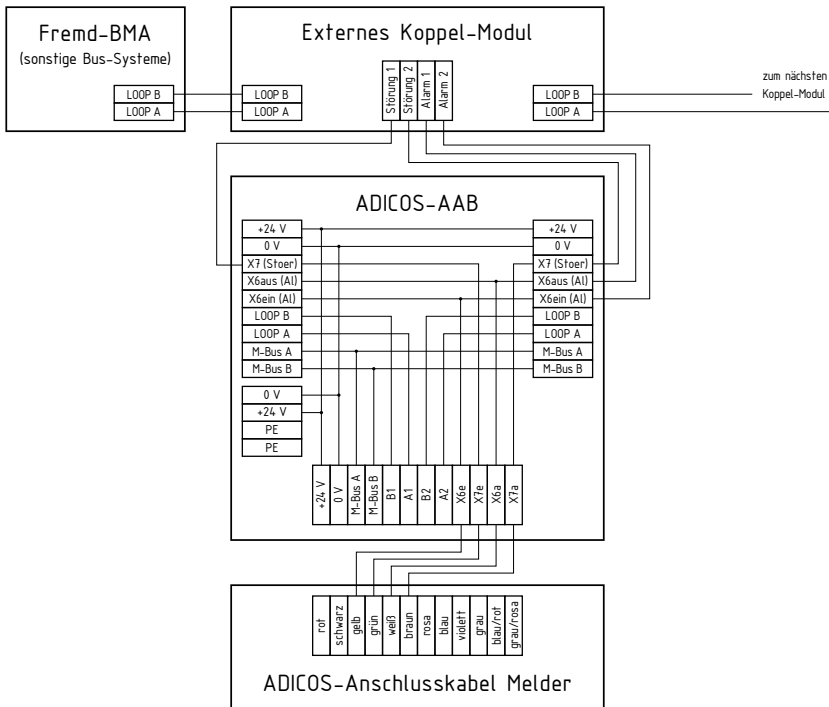 Fremd-BMA
(sonstige Bus-Systeme)
LOOP B
LOOP A
Externes Koppel-Modul
LOOP B
LOOP A
Störung 1
Störung 2
Alarm 1
Alarm 2
LOOP B
LOOP A
zum nächsten
Koppel-Modul
ADICOS-AAB
+24 V
0 V
X7 (Stoer)
X6aus (Al)
X6ein (Al)
LOOP B
LOOP A
M-Bus A
M-Bus B
0 V
+24 V
PE
PE
+24 V
0 V
X7 (Stoer)
X6aus (Al)
X6ein (Al)
LOOP B
LOOP A
M-Bus A
M-Bus B
+24 V
0 V
M-Bus A
M-Bus B
B1
A1
B2
A2
X6e
X7e
X6a
X7a
rot
schwarz
gelb
grün
weiß
braun
rosa
blau
violett
grau
blau/rot
grau/rosa
ADICOS-Anschlusskabel Melder